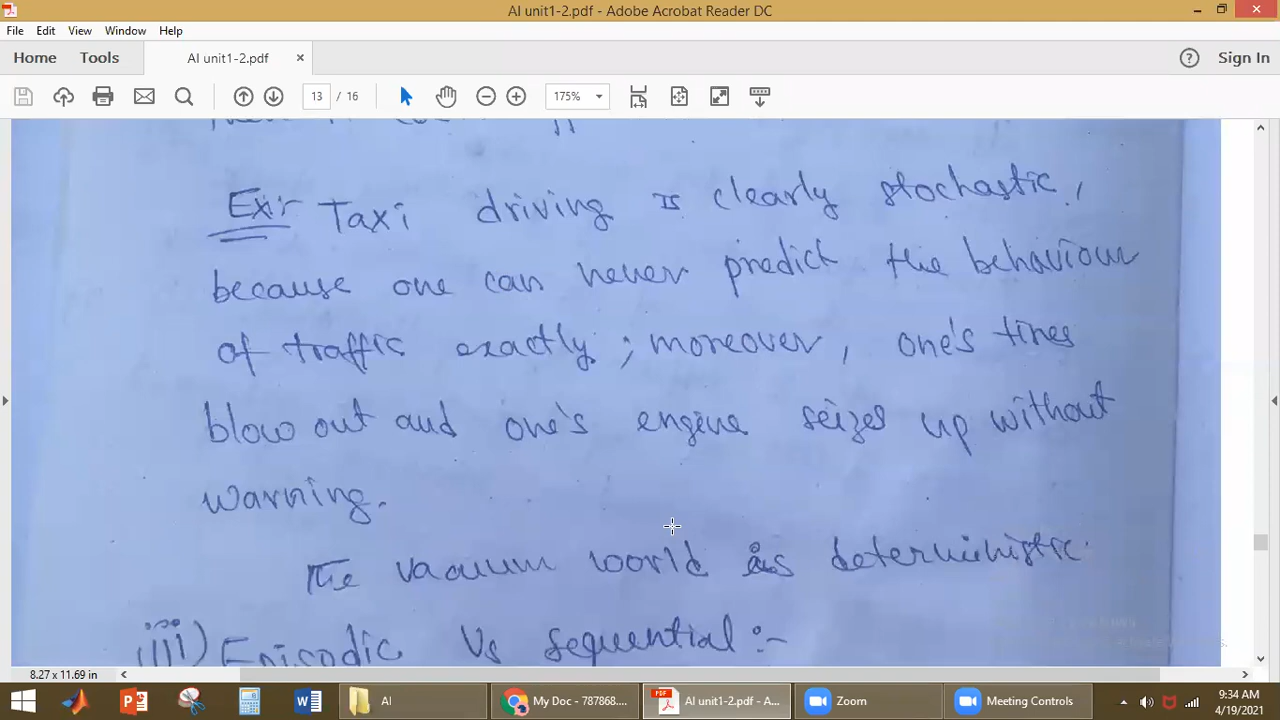 AI unit1-2.pdf - Adobe Acrobat Reader DC
File Edit View Window Help
Home Tools AI unit1-2.pdf × Sign In
13 / 16 175%
Ex:- Taxi driving is clearly stochastic,
because one can never predict the behaviour
of traffic exactly; moreover, one's tires
blow out and one's engine seizes up without
warning.
The vacuum world is deterministic.
iii) Episodic Vs sequential :-
8.27 x 11.69 in
AI My Doc - 787868.... AI unit1-2.pdf - A... Zoom Meeting Controls
9:34 AM
4/19/2021